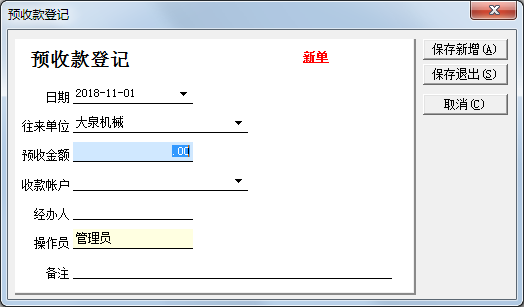 预收款登记
预收款登记
新单
保存新增(A)
保存退出(S)
取消(C)
日期 2018-11-01
往来单位 大泉机械
预收金额 .00
收款帐户
经办人
操作员 管理员
备注